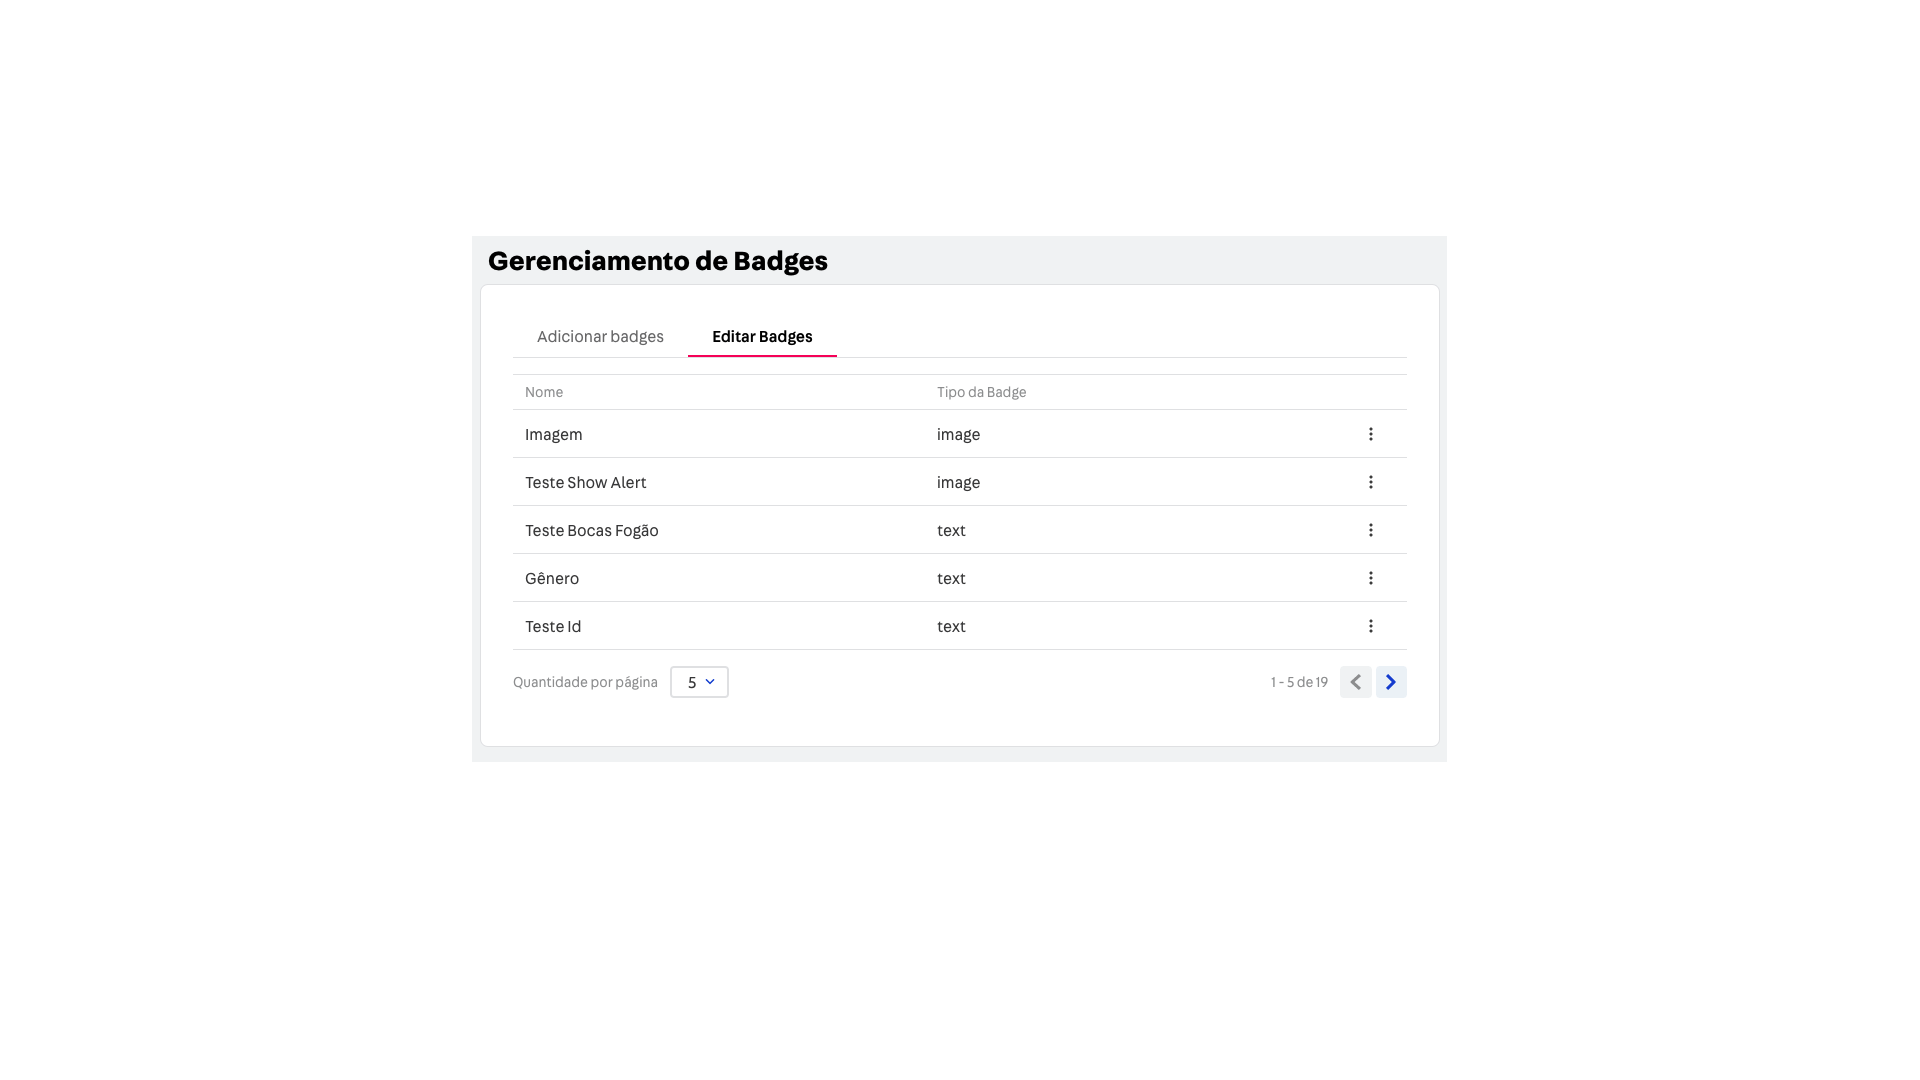 Gerenciamento de Badges
Adicionar badges Editar Badges
Nome Tipo da Badge
Imagem image
Teste Show Alert image
Teste Bocas Fogão text
Gênero text
Teste Id text
Quantidade por página 5 1 - 5 de 19